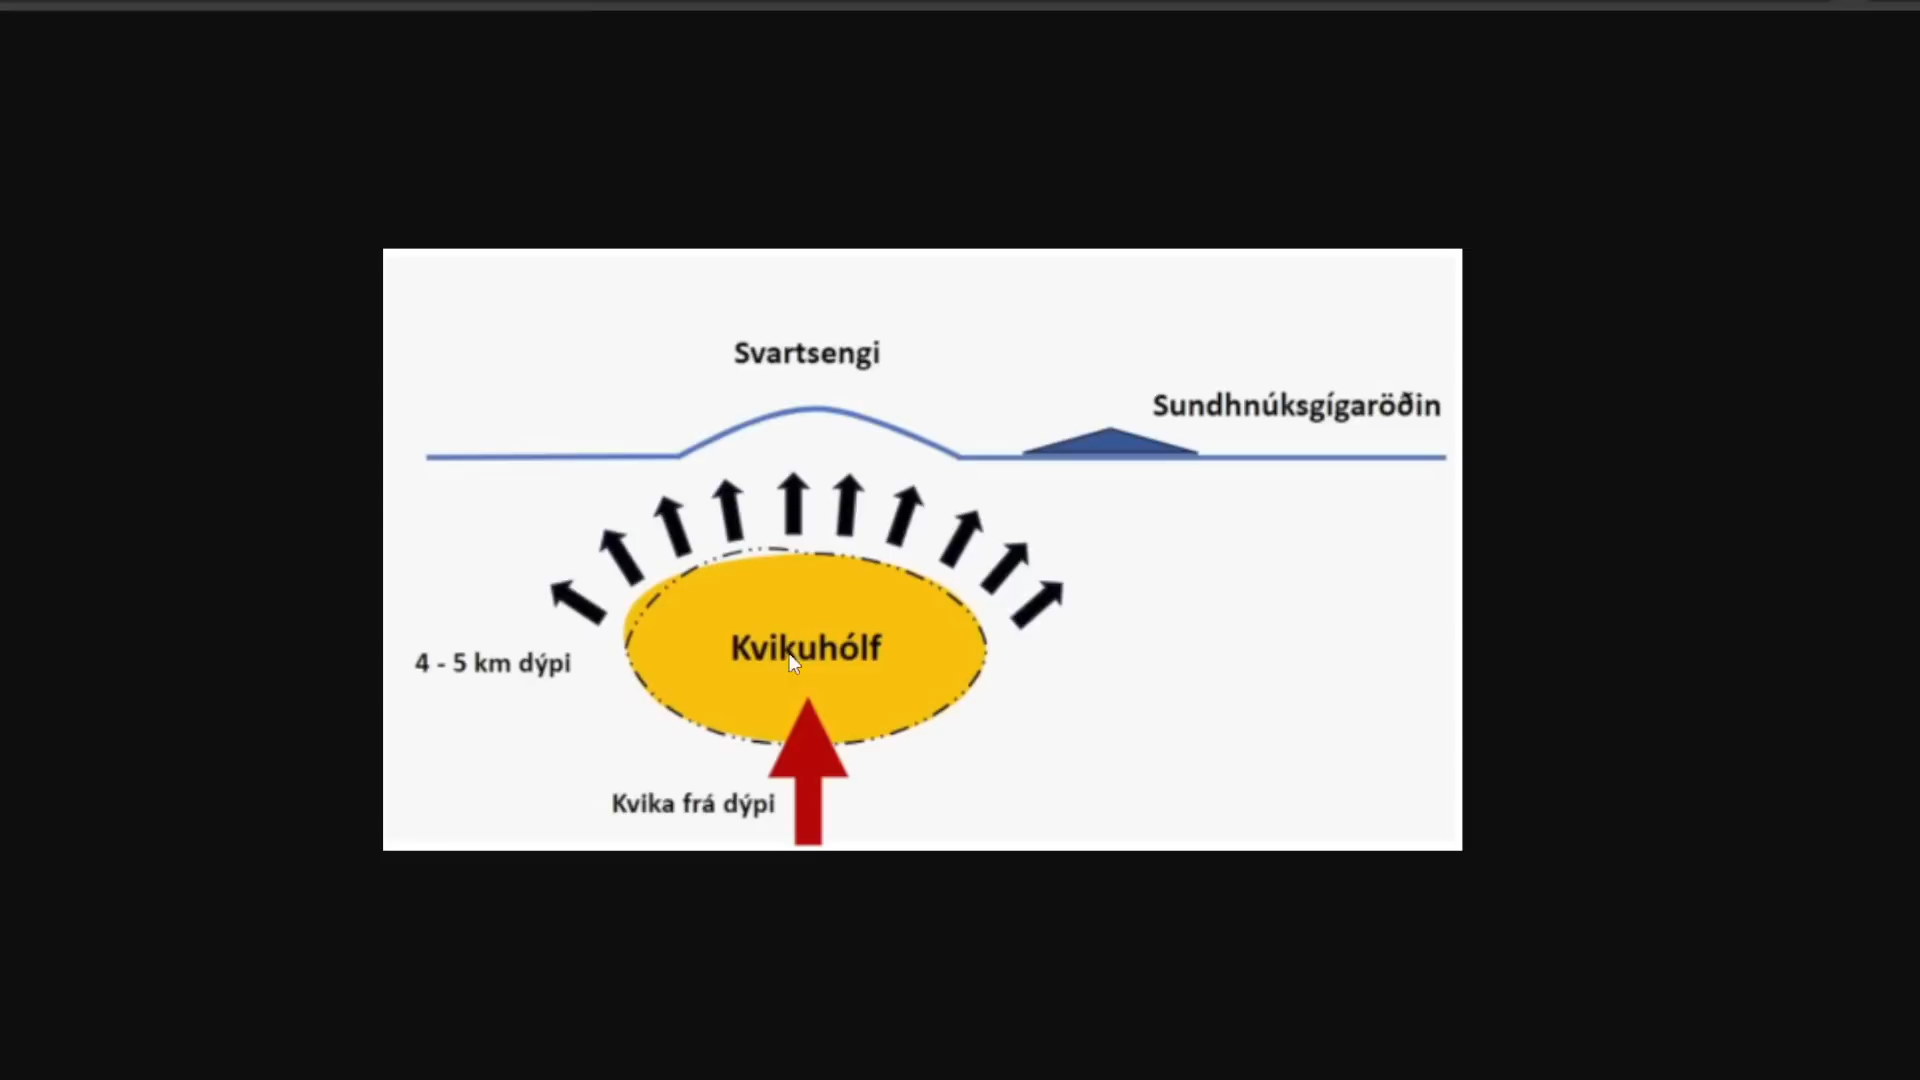 Svartsengi
Sundhnúksgígaröðin
Kvikuhólf
4 - 5 km dýpi
Kvika frá dýpi